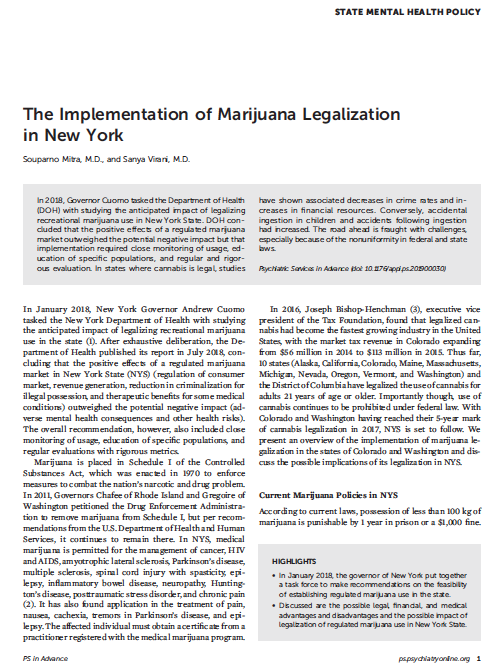 STATE MENTAL HEALTH POLICY
The Implementation of Marijuana Legalization
in New York
Souparno Mitra, M.D., and Sanya Virani, M.D.
In 2018, Governor Cuomo tasked the Department of Health
(DOH) with studying the anticipated impact of legalizing
recreational marijuana use in New York State. DOH con-
cluded that the positive effects of a regulated marijuana
market outweighed the potential negative impact but that
implementation required close monitoring of usage, ed-
ucation of specific populations, and regular and rigor-
ous evaluation. In states where cannabis is legal, studies
have shown associated decreases in crime rates and in-
creases in financial resources. Conversely, accidental
ingestion in children and accidents following ingestion
had increased. The road ahead is fraught with challenges,
especially because of the nonuniformity in federal and state
laws.
Psychiatric Services in Advance (doi: 10.1176/appi.ps.201900030)
In January 2018, New York Governor Andrew Cuomo
tasked the New York Department of Health with studying
the anticipated impact of legalizing recreational marijuana
use in the state (1). After exhaustive deliberation, the De-
partment of Health published its report in July 2018, con-
cluding that the positive effects of a regulated marijuana
market in New York State (NYS) (regulation of consumer
market, revenue generation, reduction in criminalization for
illegal possession, and therapeutic benefits for some medical
conditions) outweighed the potential negative impact (ad-
verse mental health consequences and other health risks).
The overall recommendation, however, also included close
monitoring of usage, education of specific populations, and
regular evaluations with rigorous metrics.
Marijuana is placed in Schedule I of the Controlled
Substances Act, which was enacted in 1970 to enforce
measures to combat the nation's narcotic and drug problem.
In 2011, Governors Chafee of Rhode Island and Gregoire of
Washington petitioned the Drug Enforcement Administra-
tion to remove marijuana from Schedule I, but per recom-
mendations from the U.S. Department of Health and Human
Services, it continues to remain there. In NYS, medical
marijuana is permitted for the management of cancer, HIV
and AIDS, amyotrophic lateral sclerosis, Parkinson's disease,
multiple sclerosis, spinal cord injury with spasticity, epi-
lepsy, inflammatory bowel disease, neuropathy, Hunting-
ton's disease, posttraumatic stress disorder, and chronic pain
(2). It has also found application in the treatment of pain,
nausea, cachexia, tremors in Parkinson's disease, and epi-
lepsy. The affected individual must obtain a certificate from a
practitioner registered with the medical marijuana program.
In 2016, Joseph Bishop-Henchman (3), executive vice
president of the Tax Foundation, found that legalized can-
nabis had become the fastest growing industry in the United
States, with the market tax revenue in Colorado expanding
from $56 million in 2014 to $113 million in 2015. Thus far,
10 states (Alaska, California, Colorado, Maine, Massachusetts,
Michigan, Nevada, Oregon, Vermont, and Washington) and
the District of Columbia have legalized the use of cannabis for
adults 21 years of age or older. Importantly though, use of
cannabis continues to be prohibited under federal law. With
Colorado and Washington having reached their 5-year mark
of cannabis legalization in 2017, NYS is set to follow. We
present an overview of the implementation of marijuana le-
galization in the states of Colorado and Washington and dis-
cuss the possible implications of its legalization in NYS.
Current Marijuana Policies in NYS
According to current laws, possession of less than 100 kg of
marijuana is punishable by 1 year in prison or a $1,000 fine.
HIGHLIGHTS
• In January 2018, the governor of New York put together
a task force to make recommendations on the feasibility
of establishing regulated marijuana use in the state.
• Discussed are the possible legal, financial, and medical
advantages and disadvantages and the possible impact of
legalization of regulated marijuana use in New York State.
PS in Advance
ps.psychiatryonline.org 1